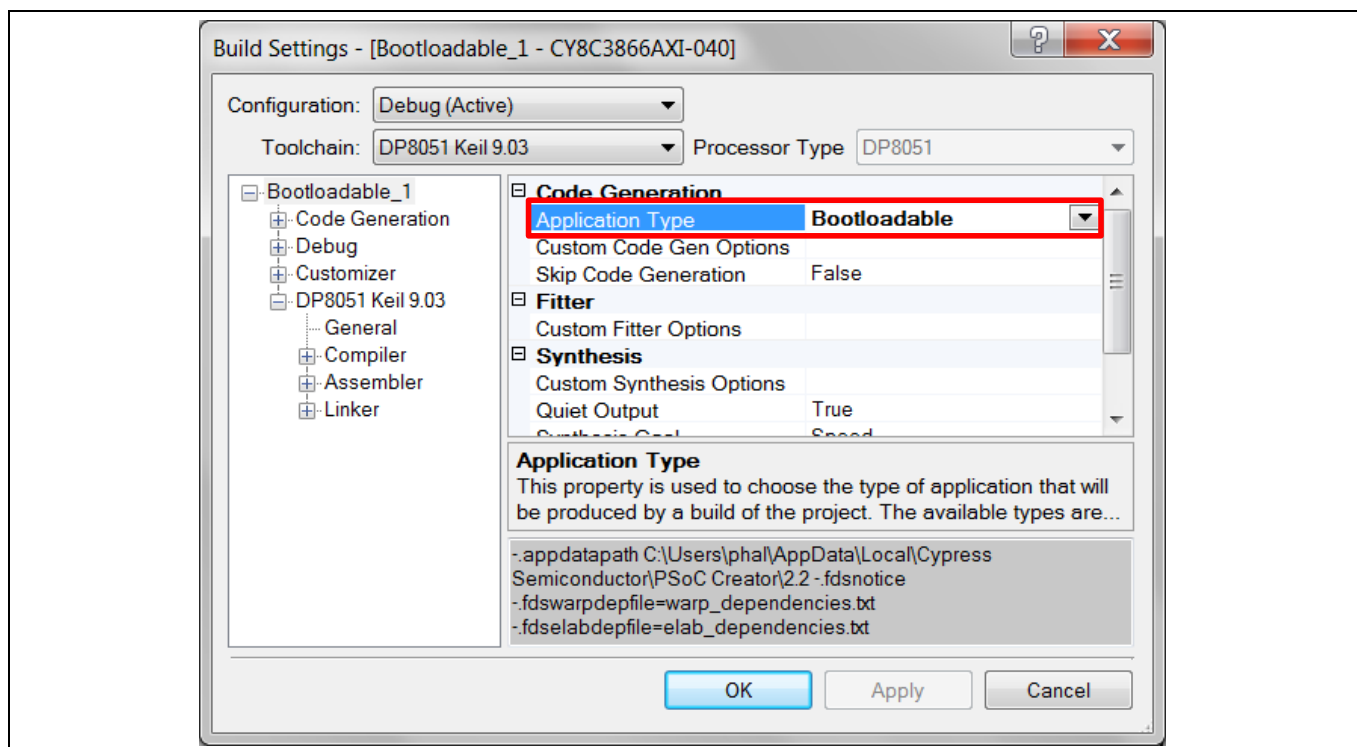 Build Settings - [Bootloadable_1 - CY8C3866AXI-040]
Configuration: Debug (Active)
Toolchain: DP8051 Keil 9.03 Processor Type DP8051
Bootloadable_1
Code Generation
Debug
Customizer
DP8051 Keil 9.03
General
Compiler
Assembler
Linker
Code Generation
Application Type Bootloadable
Custom Code Gen Options
Skip Code Generation False
Fitter
Custom Fitter Options
Synthesis
Custom Synthesis Options
Quiet Output True
Synthesis Goal Speed
Application Type
This property is used to choose the type of application that will
be produced by a build of the project. The available types are...
-.appdatapath C:\Users\phal\AppData\Local\Cypress
Semiconductor\PSoC Creator\2.2 -.fdsnotice
-.fdswarpdepfile=warp_dependencies.txt
-.fdselabdepfile=elab_dependencies.txt
OK Apply Cancel